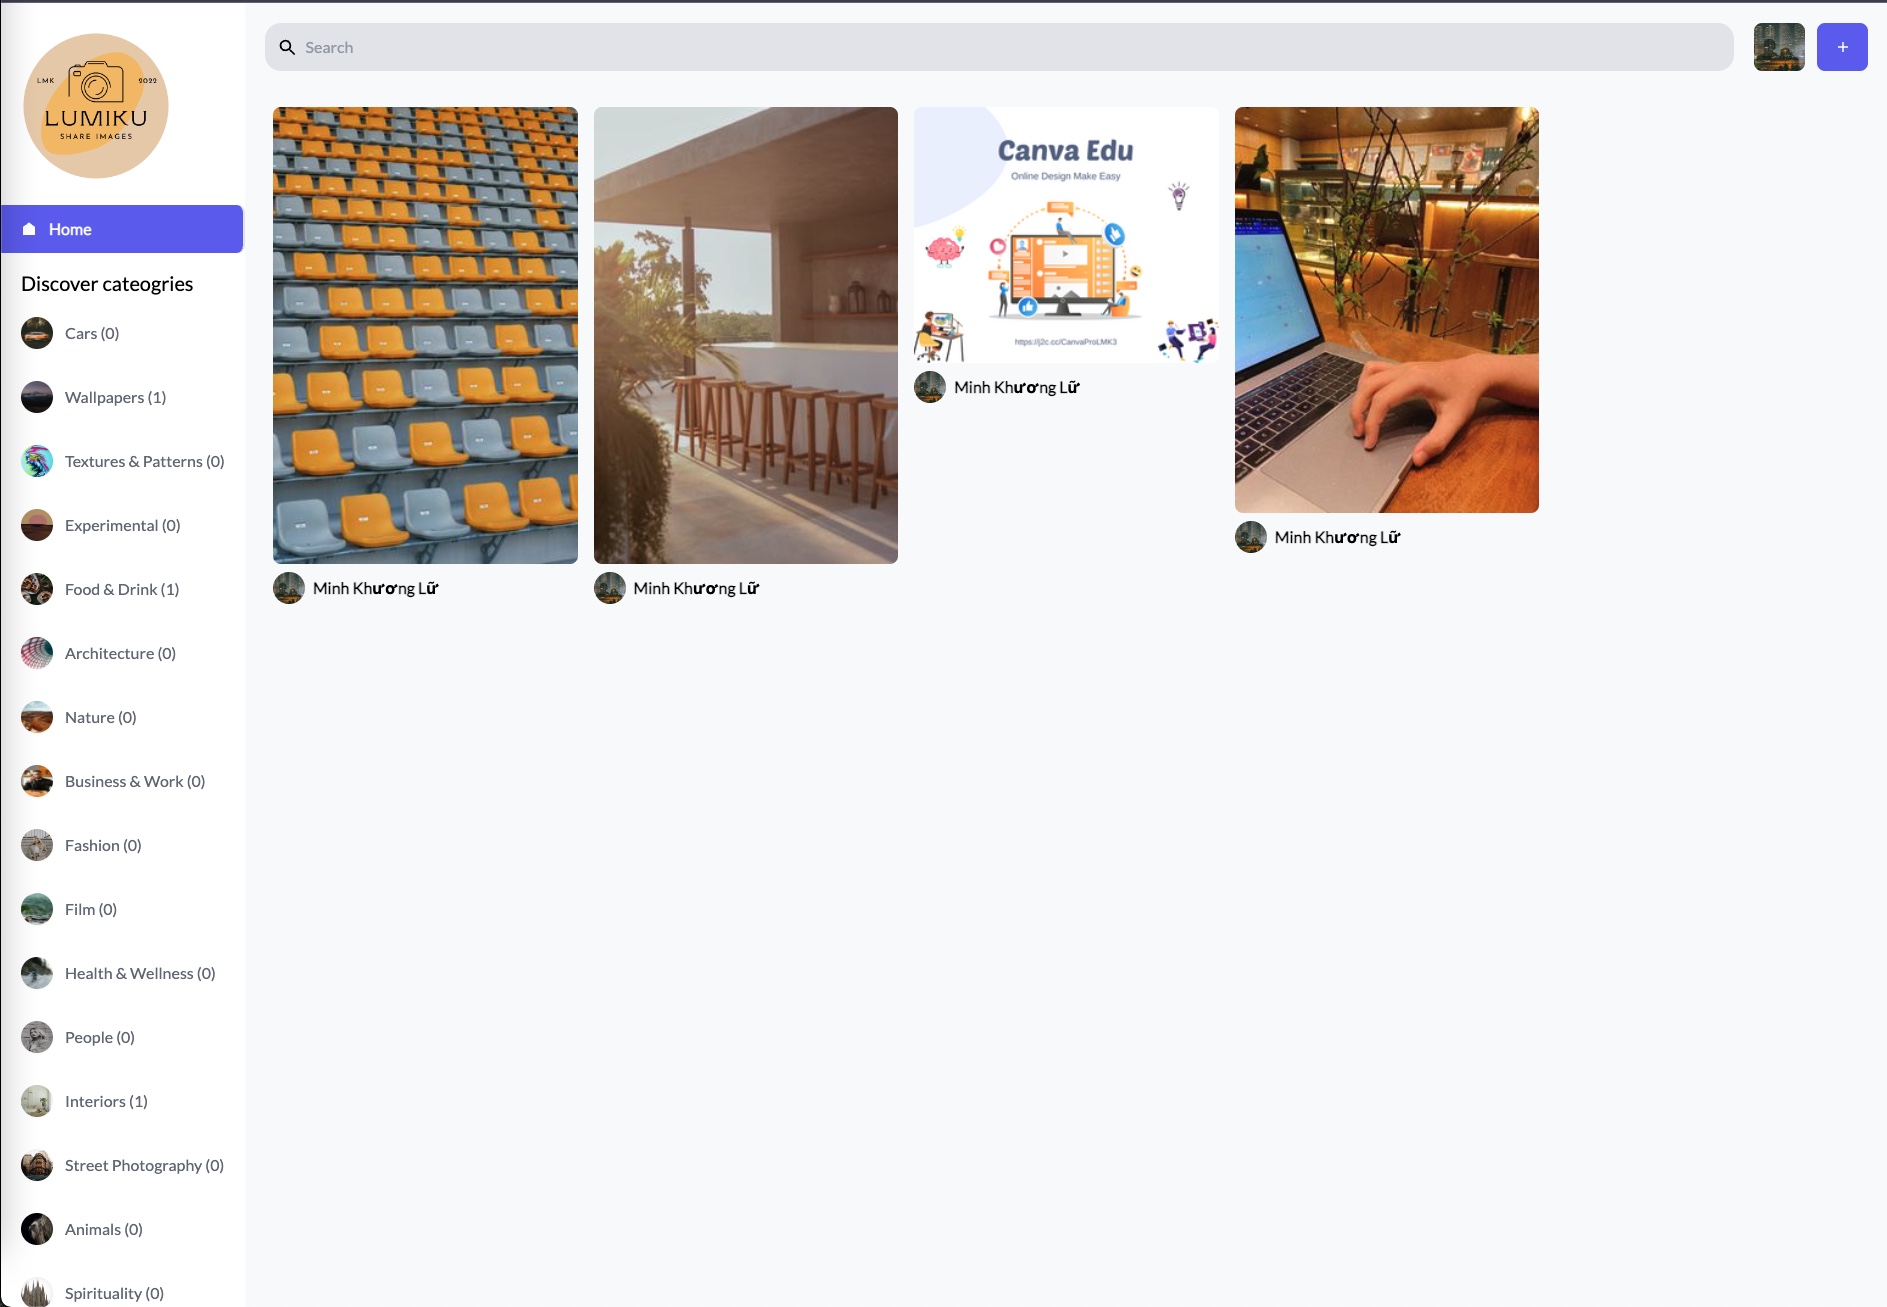 LMK
2022
LUMIKU
SHARE IMAGES
Search
+
Home
Discover cateogries
Cars (0)
Wallpapers (1)
Textures & Patterns (0)
Experimental (0)
Food & Drink (1)
Architecture (0)
Nature (0)
Business & Work (0)
Fashion (0)
Film (0)
Health & Wellness (0)
People (0)
Interiors (1)
Street Photography (0)
Animals (0)
Spirituality (0)
Minh Khương Lữ
Minh Khương Lữ
Canva Edu
Online Design Make Easy
https://j2c.cc/CanvaProLMK3
Minh Khương Lữ
Minh Khương Lữ